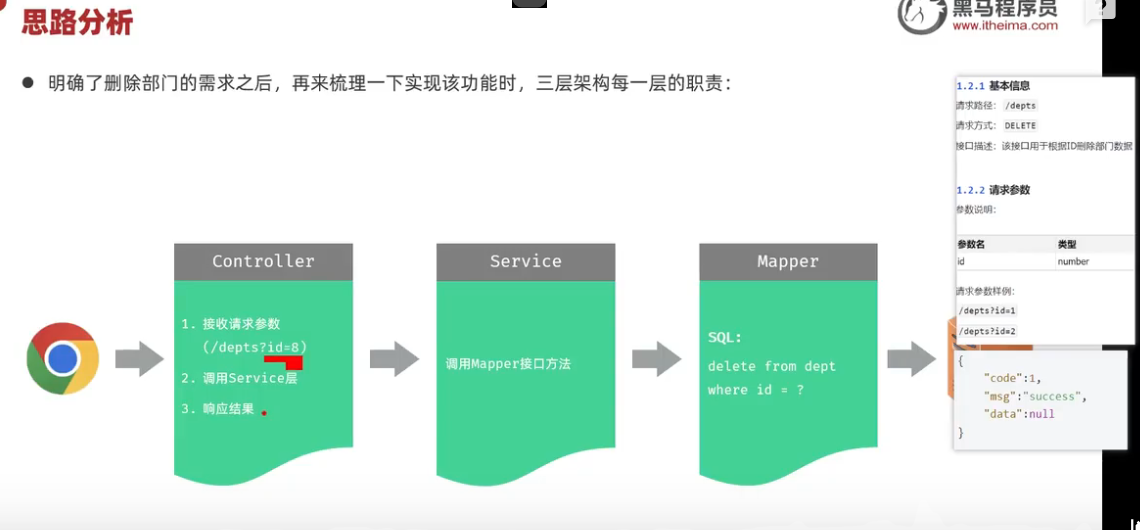 思路分析
黑马程序员
www.itheima.com
● 明确了删除部门的需求之后，再来梳理一下实现该功能时，三层架构每一层的职责：
Controller
1. 接收请求参数
(/depts?id=8)
2. 调用Service层
3. 响应结果
Service
调用Mapper接口方法
Mapper
SQL:
delete from dept
where id = ?
1.2.1 基本信息
请求路径： /depts
请求方式： DELETE
接口描述：该接口用于根据ID删除部门数据
1.2.2 请求参数
参数说明：
参数名 类型
id number
请求参数样例：
/depts?id=1
/depts?id=2
{
"code":1,
"msg":"success",
"data":null
}